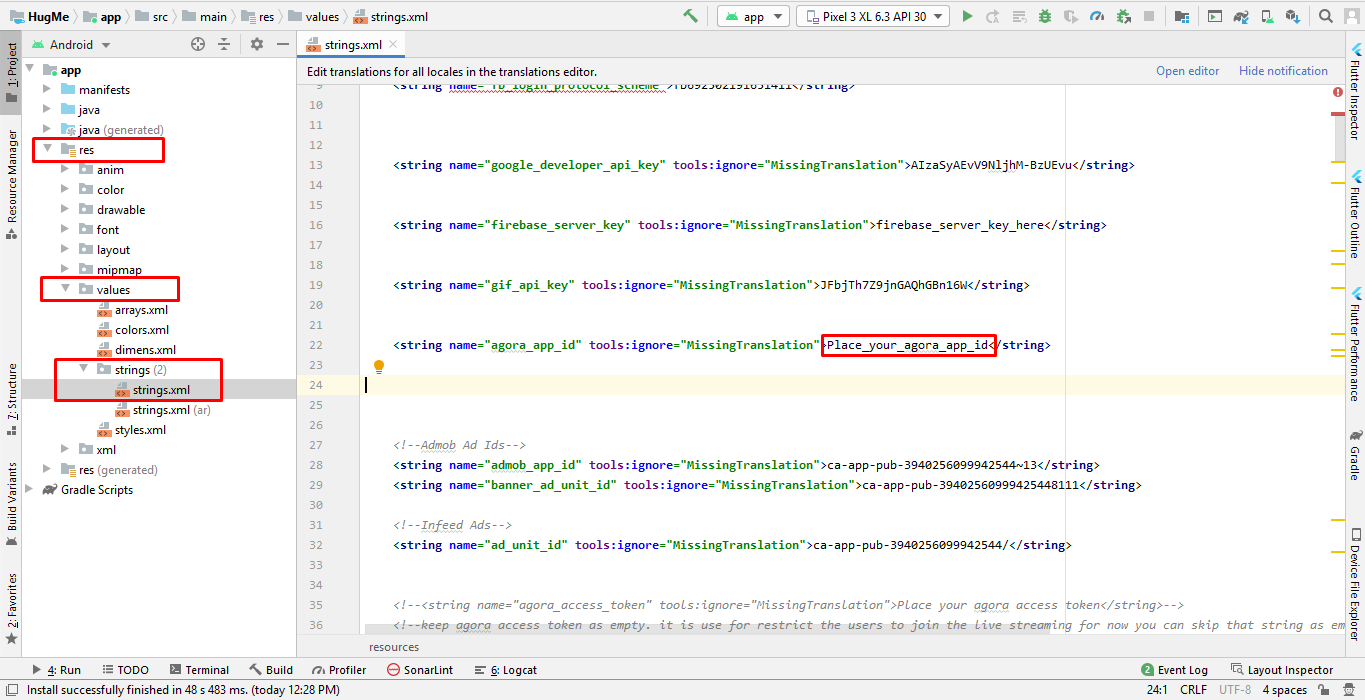 HugMe app src main res values strings.xml
app Pixel 3 XL 6.3 API 30
1: Project
Resource Manager
7: Structure
Build Variants
2: Favorites
Android
app
manifests
java
java (generated)
res
anim
color
drawable
font
layout
mipmap
values
arrays.xml
colors.xml
dimens.xml
strings (2)
strings.xml
strings.xml (ar)
styles.xml
xml
res (generated)
Gradle Scripts
strings.xml
Edit translations for all locales in the translations editor. Open editor Hide notification
9 <string name="fb_login_protocol_scheme">fb692502191651411</string>
10
11
12
13 <string name="google_developer_api_key" tools:ignore="MissingTranslation">AIzaSyAEvV9NljhM-BzUEvu</string>
14
15
16 <string name="firebase_server_key" tools:ignore="MissingTranslation">firebase_server_key_here</string>
17
18
19 <string name="gif_api_key" tools:ignore="MissingTranslation">JFbjTh7Z9jnGAQhGBn16W</string>
20
21
22 <string name="agora_app_id" tools:ignore="MissingTranslation">Place_your_agora_app_id</string>
23
24
25
26
27 <!--Admob Ad Ids-->
28 <string name="admob_app_id" tools:ignore="MissingTranslation">ca-app-pub-3940256099942544~13</string>
29 <string name="banner_ad_unit_id" tools:ignore="MissingTranslation">ca-app-pub-39402560999425448111</string>
30
31 <!--Infeed Ads-->
32 <string name="ad_unit_id" tools:ignore="MissingTranslation">ca-app-pub-3940256099942544/</string>
33
34
35 <!--<string name="agora_access_token" tools:ignore="MissingTranslation">Place your agora access token</string>-->
36 <!--keep agora access token as empty. it is use for restrict the users to join the live streaming for now you can skip that string as em
resources
Flutter Inspector
Flutter Outline
Flutter Performance
Gradle
Device File Explorer
4: Run TODO Terminal Build Profiler SonarLint 6: Logcat 2 Event Log Layout Inspector
Install successfully finished in 48 s 483 ms. (today 12:28 PM) 24:1 CRLF UTF-8 4 spaces